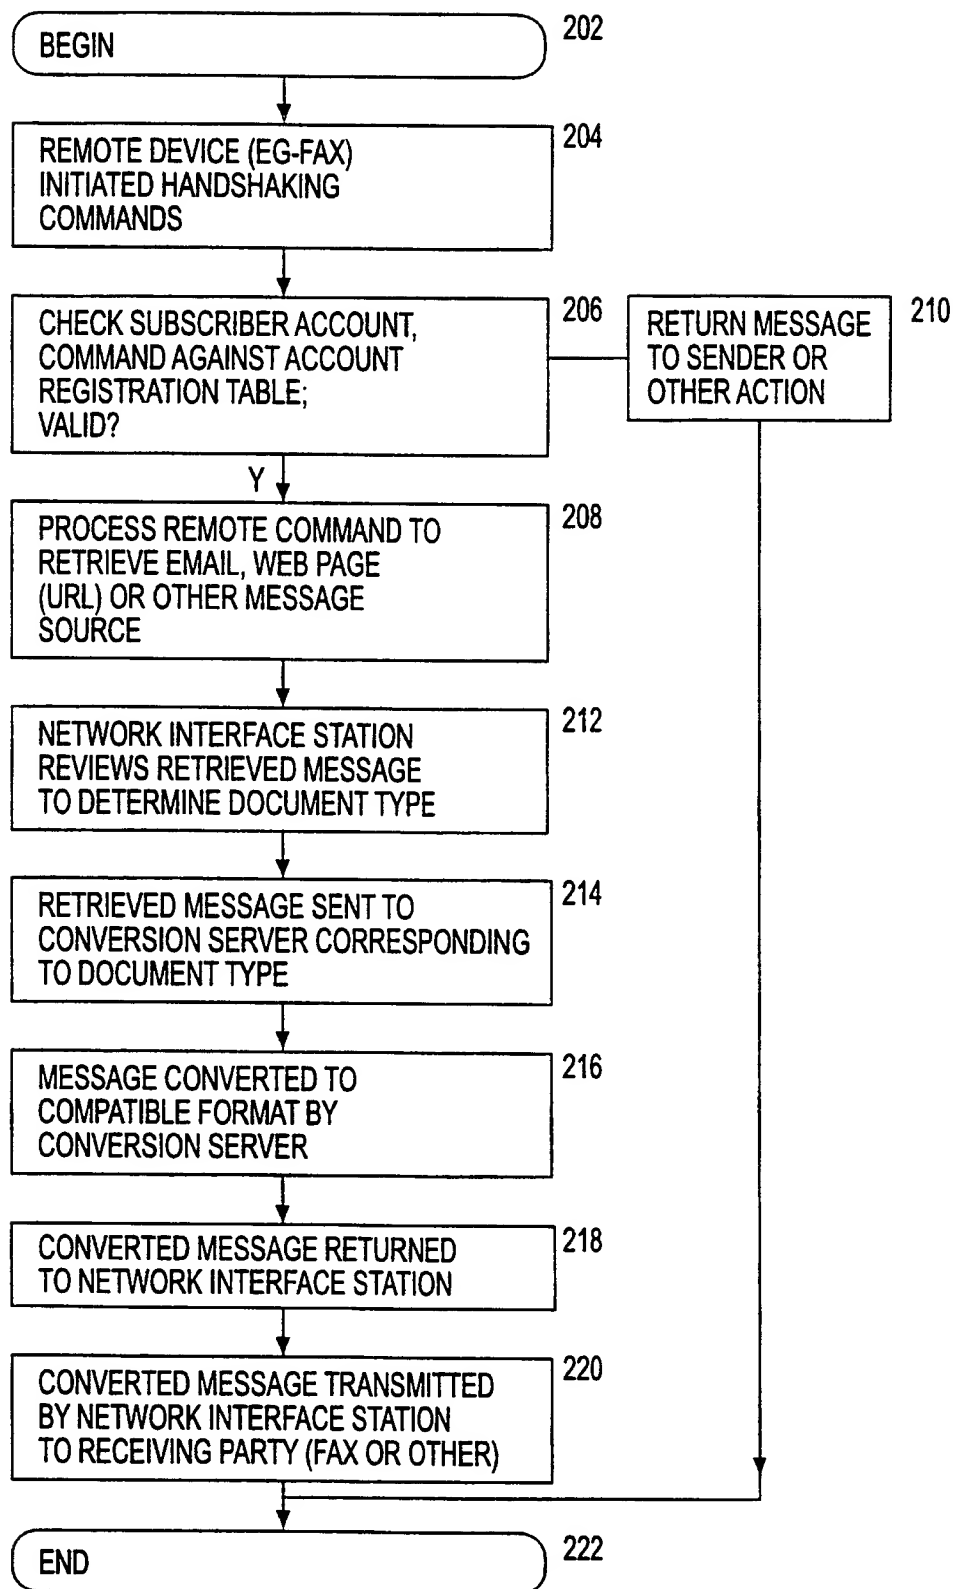 BEGIN
202
REMOTE DEVICE (EG-FAX)
INITIATED HANDSHAKING
COMMANDS
204
CHECK SUBSCRIBER ACCOUNT,
COMMAND AGAINST ACCOUNT
REGISTRATION TABLE;
VALID?
206
RETURN MESSAGE
TO SENDER OR
OTHER ACTION
210
Y
PROCESS REMOTE COMMAND TO
RETRIEVE EMAIL, WEB PAGE
(URL) OR OTHER MESSAGE
SOURCE
208
NETWORK INTERFACE STATION
REVIEWS RETRIEVED MESSAGE
TO DETERMINE DOCUMENT TYPE
212
RETRIEVED MESSAGE SENT TO
CONVERSION SERVER CORRESPONDING
TO DOCUMENT TYPE
214
MESSAGE CONVERTED TO
COMPATIBLE FORMAT BY
CONVERSION SERVER
216
CONVERTED MESSAGE RETURNED
TO NETWORK INTERFACE STATION
218
CONVERTED MESSAGE TRANSMITTED
BY NETWORK INTERFACE STATION
TO RECEIVING PARTY (FAX OR OTHER)
220
END
222